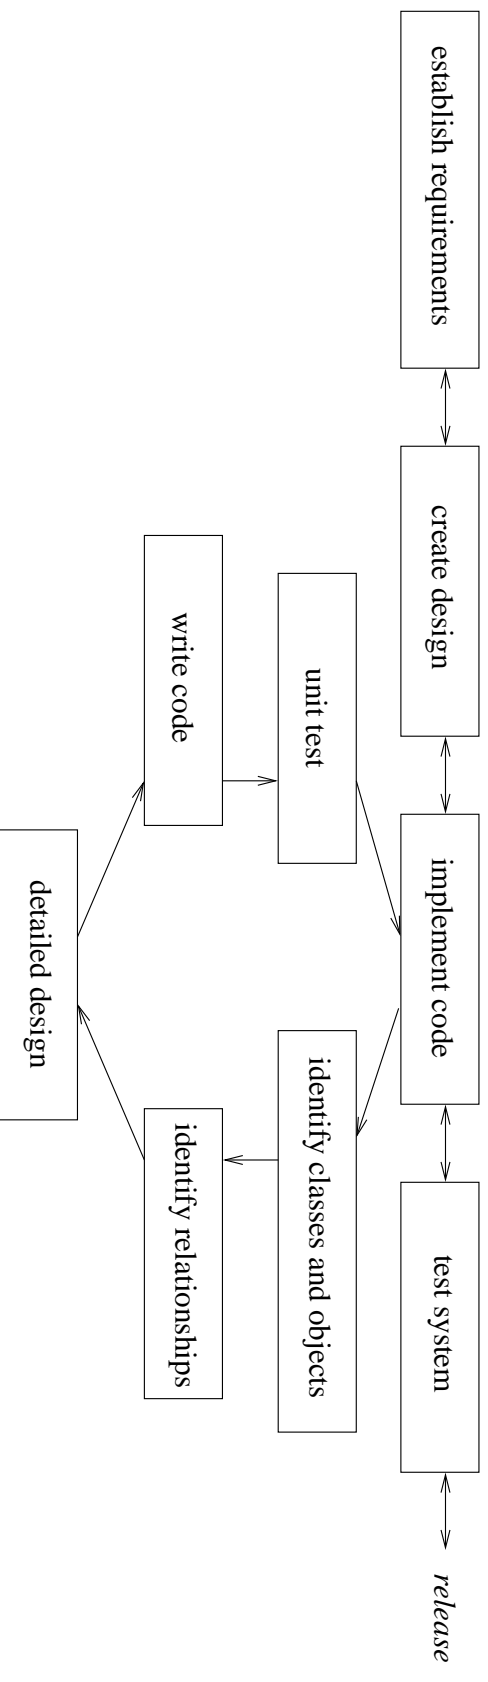 establish requirements
create design
implement code
test system
release
unit test
identify classes and objects
write code
identify relationships
detailed design